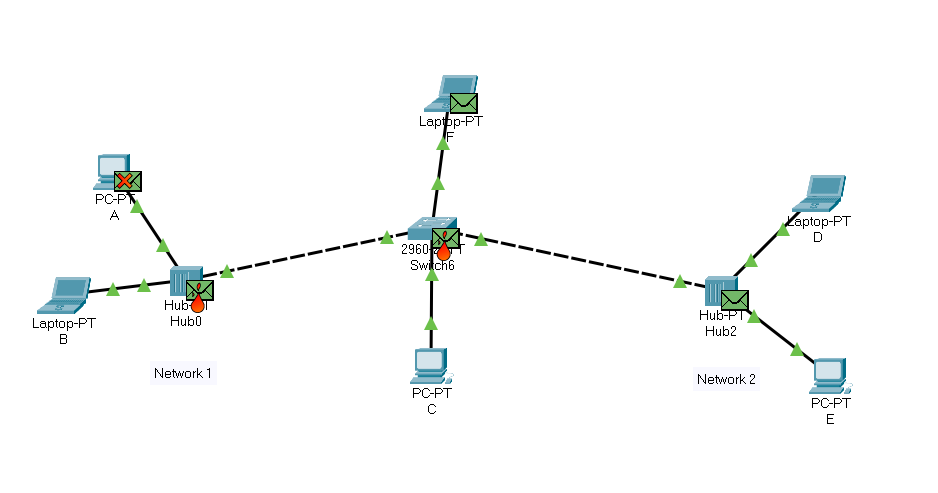 Laptop-PT
F
PC-PT
A
Laptop-PT
D
Switch6
Laptop-PT
B
Hub0
Hub-PT
Hub2
Network 1
Network 2
PC-PT
C
PC-PT
E